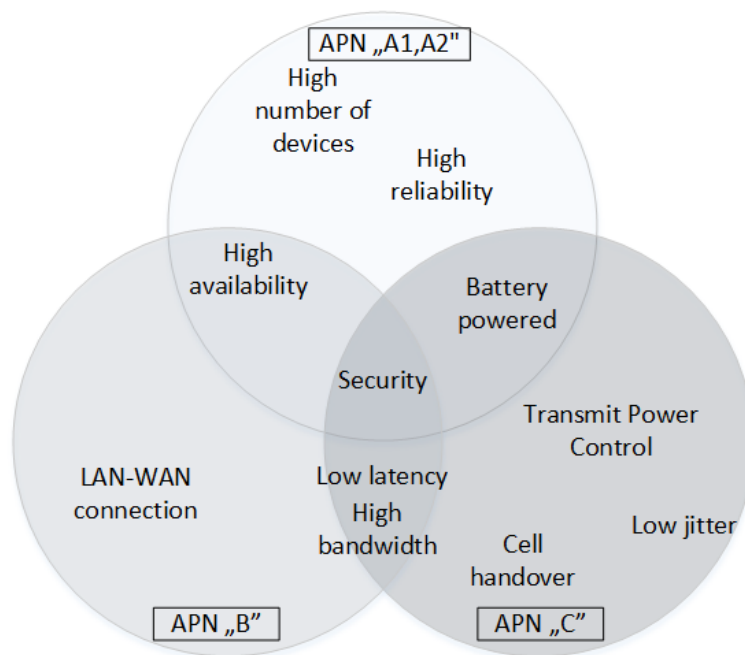 APN „A1,A2"
High
number of
devices
High
reliability
High
availability
Battery
powered
Security
Transmit Power
Control
LAN-WAN
connection
Low latency
High
bandwidth
Low jitter
Cell
handover
APN „B”
APN „C”